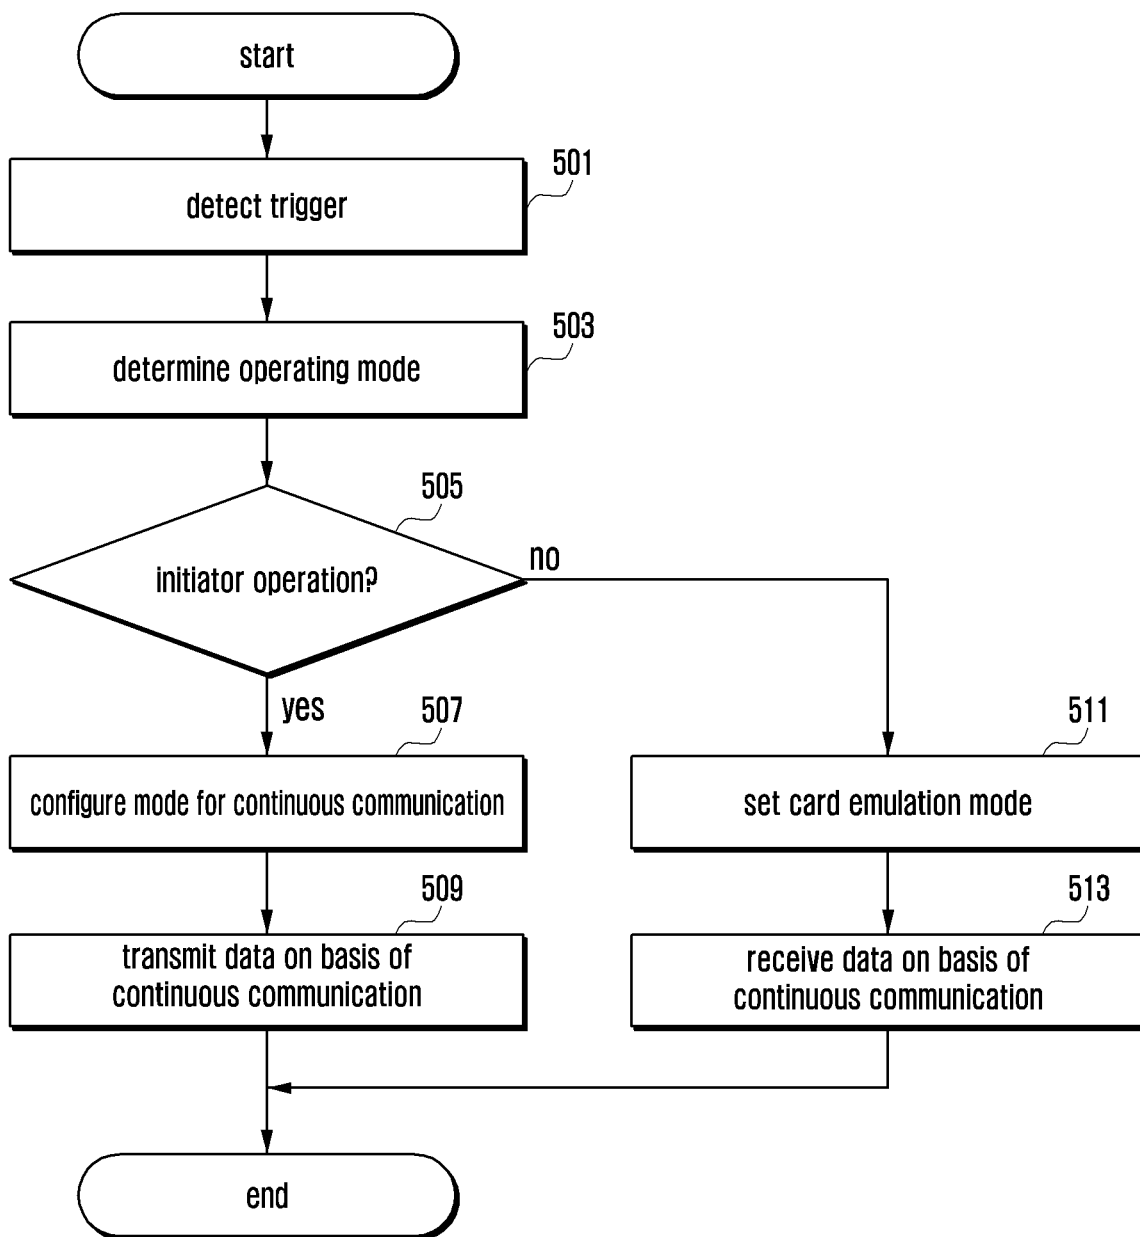 start
501
detect trigger
503
determine operating mode
505
initiator operation?
no
yes
507
configure mode for continuous communication
511
set card emulation mode
509
transmit data on basis of
continuous communication
513
receive data on basis of
continuous communication
end